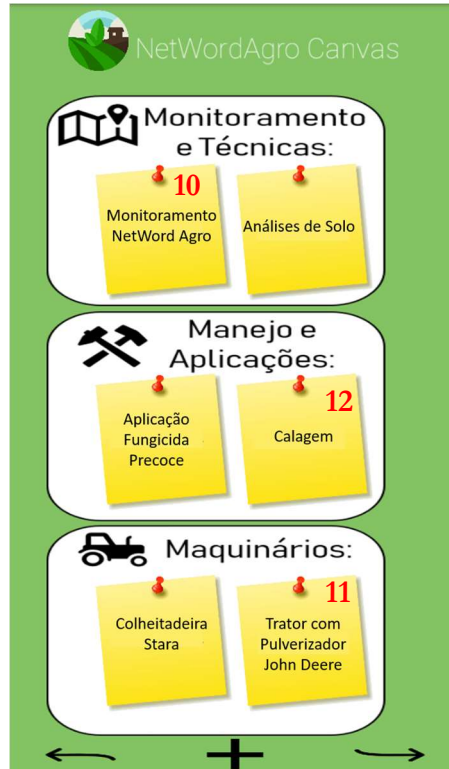 NetWordAgro Canvas
Monitoramento
e Técnicas:
10
Monitoramento
NetWord Agro
Análises de Solo
Manejo e
Aplicações:
Aplicação
Fungicida
Precoce
12
Calagem
Maquinários:
Colheitadeira
Stara
11
Trator com
Pulverizador
John Deere